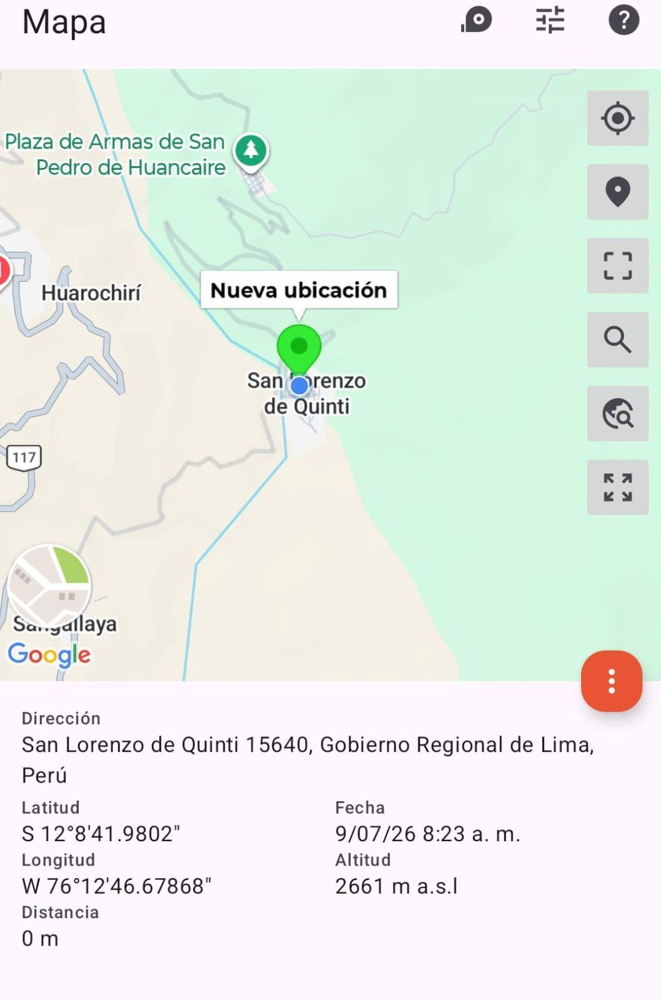 Mapa
Plaza de Armas de San
Pedro de Huancaire
Huarochirí
Nueva ubicación
San Lorenzo
de Quinti
117
Sangallaya
Google
Dirección
San Lorenzo de Quinti 15640, Gobierno Regional de Lima,
Perú
Latitud
S 12°8'41.9802"
Fecha
9/07/26 8:23 a. m.
Longitud
W 76°12'46.67868"
Altitud
2661 m a.s.l
Distancia
0 m